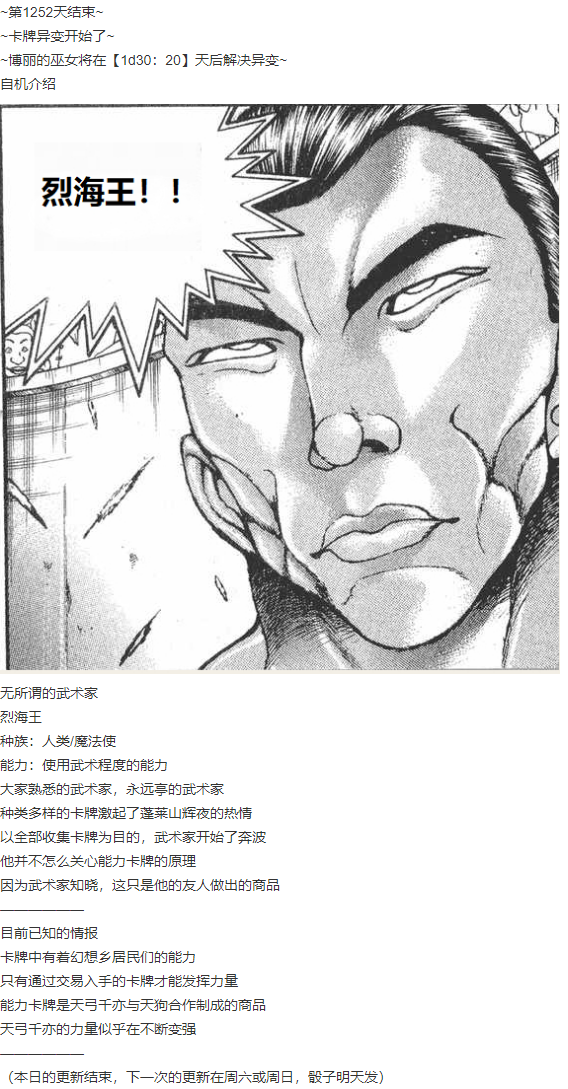 ~第1252天结束~
~卡牌异变开始了~
~博丽的巫女将在【1d30：20】天后解决异变~
自机介绍
烈海王！！
无所谓的武术家
烈海王
种族：人类/魔法使
能力：使用武术程度的能力
大家熟悉的武术家，永远亭的武术家
种类多样的卡牌激起了蓬莱山辉夜的热情
以全部收集卡牌为目的，武术家开始了奔波
他并不怎么关心能力卡牌的原理
因为武术家知晓，这只是他的友人做出的商品
——————
目前已知的情报
卡牌中有着幻想乡居民们的能力
只有通过交易入手的卡牌才能发挥力量
能力卡牌是天弓千亦与天狗合作制成的商品
天弓千亦的力量似乎在不断变强
——————
（本日的更新结束，下一次的更新在周六或周日，骰子明天发）